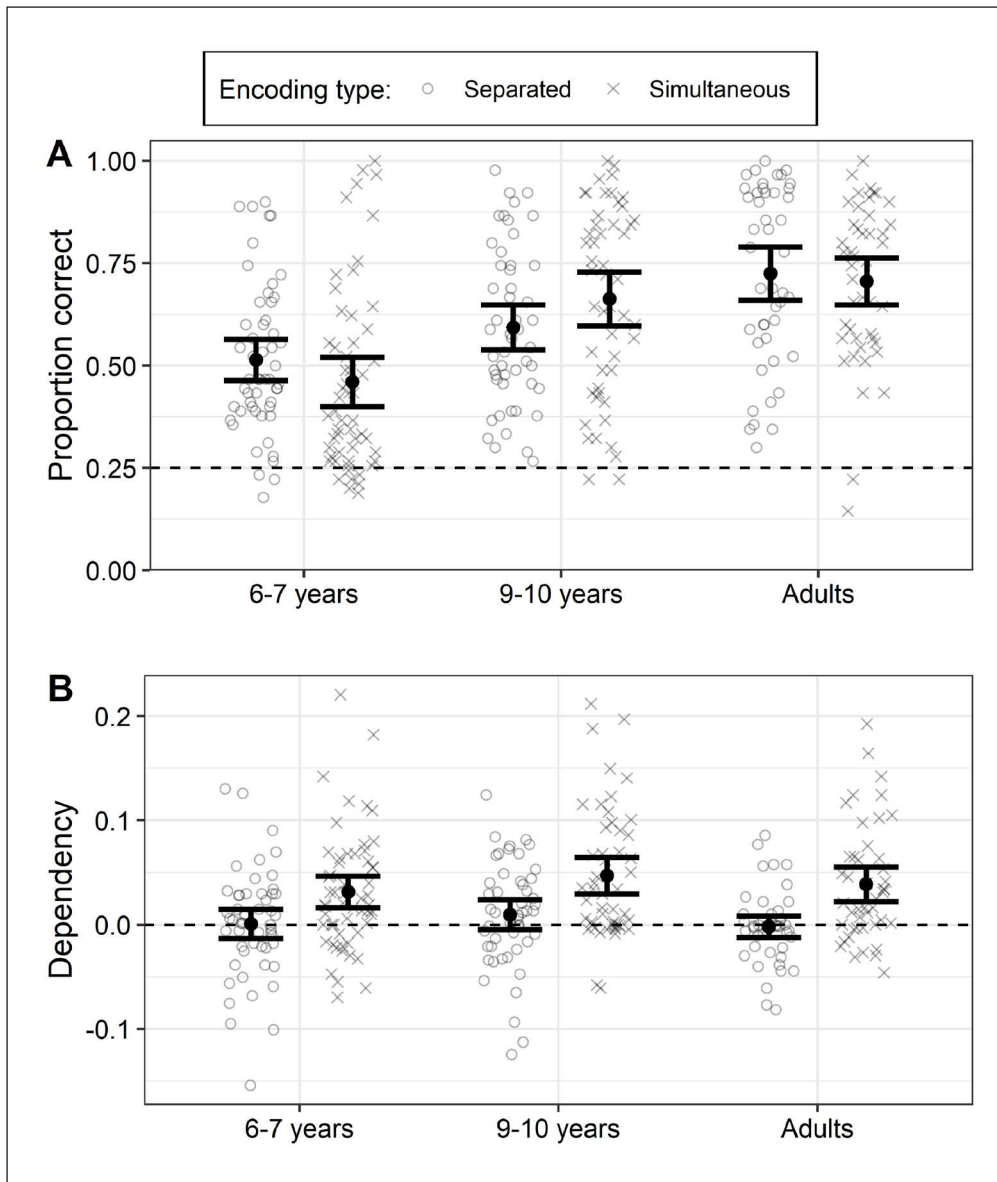 Encoding type: Separated Simultaneous
A
Proportion correct
1.00
0.75
0.50
0.25
0.00
6-7 years 9-10 years Adults
B
Dependency
0.2
0.1
0.0
-0.1
6-7 years 9-10 years Adults